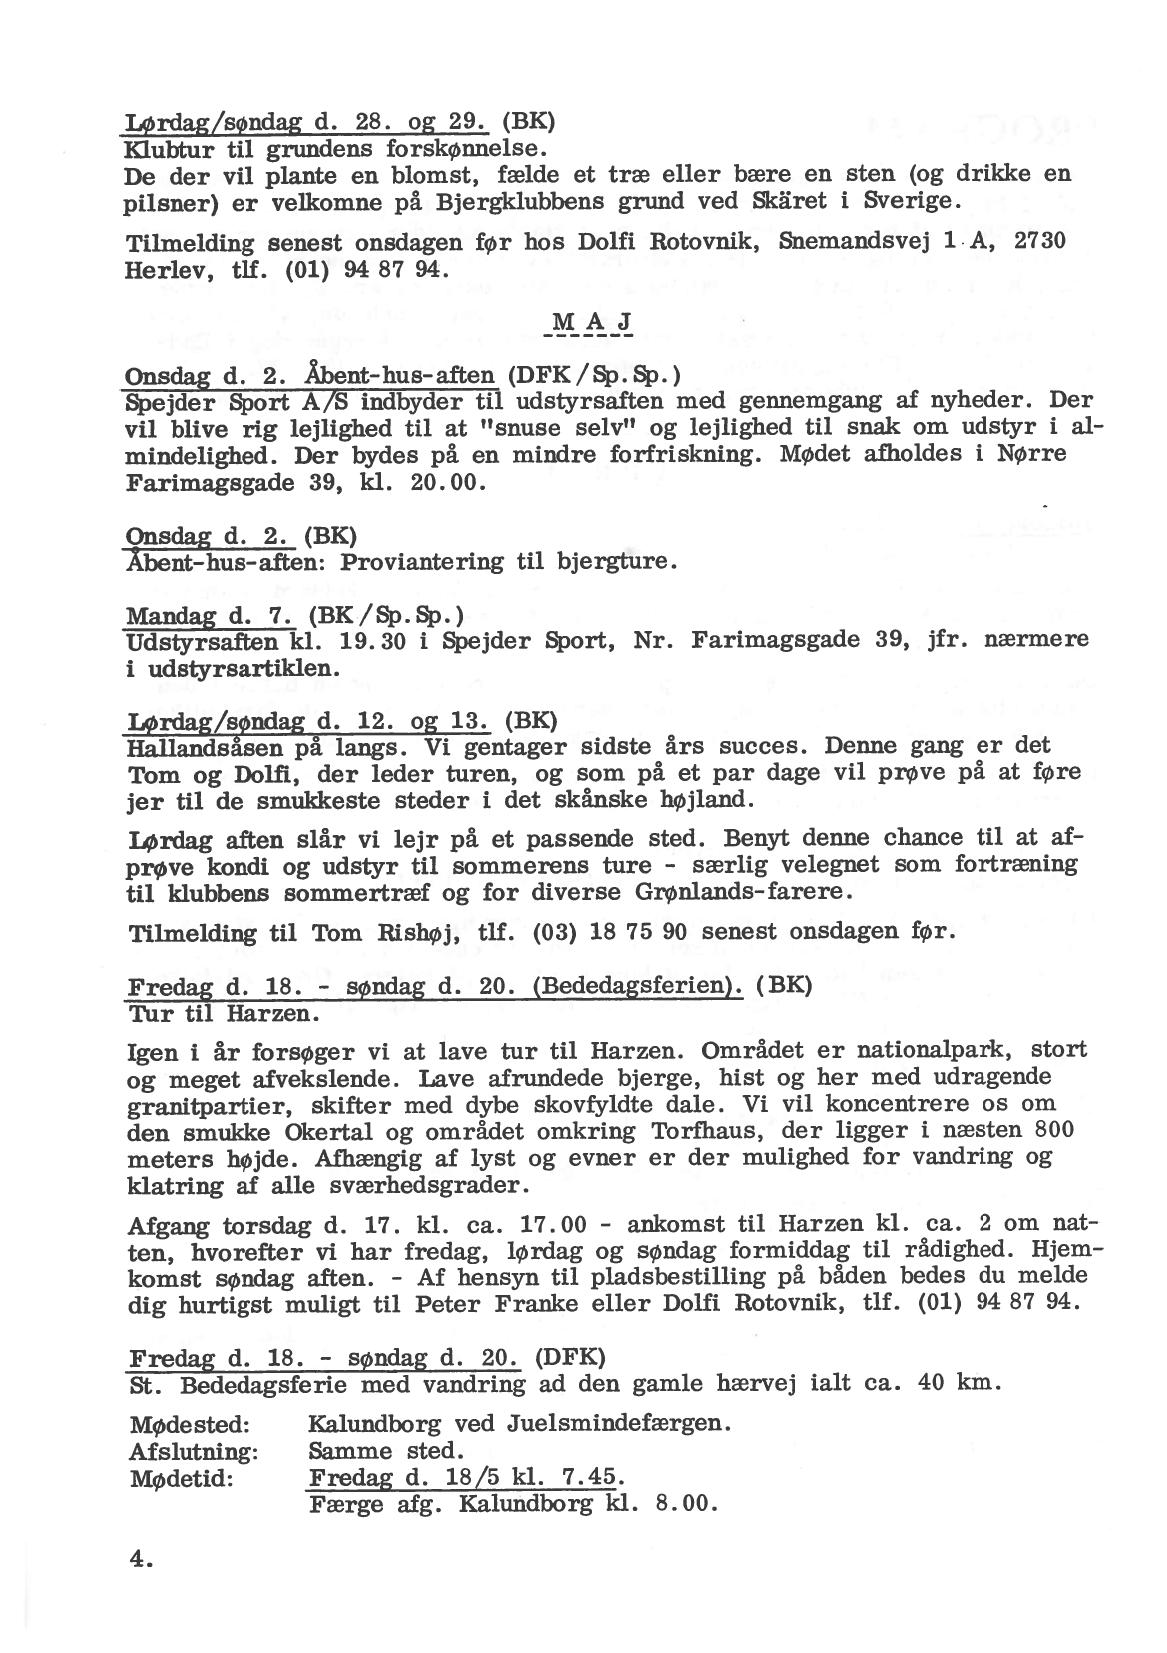 Lørdag/søndag d. 28. og 29. (BK)
Klubtur til grundens forskønnelse.
De der vil plante en blomst, fælde et træ eller bære en sten (og drikke en
pilsner) er velkomne på Bjergklubbens grund ved Skäret i Sverige.
Tilmelding senest onsdagen før hos Dolfi Rotovnik, Snemandsvej 1 A, 2730
Herlev, tlf. (01) 94 87 94.
M A J
Onsdag d. 2. Åbent-hus-aften (DFK/Sp.Sp.)
Spejder Sport A/S indbyder til udstyrsaften med gennemgang af nyheder. Der
vil blive rig lejlighed til at "snuse selv" og lejlighed til snak om udstyr i al-
mindelighed. Der bydes på en mindre forfriskning. Mødet afholdes i Nørre
Farimagsgade 39, kl. 20.00.
Onsdag d. 2. (BK)
Åbent-hus-aften: Proviantering til bjergture.
Mandag d. 7. (BK/Sp.Sp.)
Udstyrsaften kl. 19.30 i Spejder Sport, Nr. Farimagsgade 39, jfr. nærmere
i udstyrsartiklen.
Lørdag/søndag d. 12. og 13. (BK)
Hallandsåsen på langs. Vi gentager sidste års succes. Denne gang er det
Tom og Dolfi, der leder turen, og som på et par dage vil prøve på at føre
jer til de smukkeste steder i det skånske højland.
Lørdag aften slår vi lejr på et passende sted. Benyt denne chance til at af-
prøve kondi og udstyr til sommerens ture - særlig velegnet som fortræning
til klubbens sommertræf og for diverse Grønlands-farere.
Tilmelding til Tom Rishøj, tlf. (03) 18 75 90 senest onsdagen før.
Fredag d. 18. - søndag d. 20. (Bededagsferien). (BK)
Tur til Harzen.
Igen i år forsøger vi at lave tur til Harzen. Området er nationalpark, stort
og meget afvekslende. Lave afrundede bjerge, hist og her med udragende
granitpartier, skifter med dybe skovfyldte dale. Vi vil koncentrere os om
den smukke Okertal og området omkring Torfhaus, der ligger i næsten 800
meters højde. Afhængig af lyst og evner er der mulighed for vandring og
klatring af alle sværhedsgrader.
Afgang torsdag d. 17. kl. ca. 17.00 - ankomst til Harzen kl. ca. 2 om nat-
ten, hvorefter vi har fredag, lørdag og søndag formiddag til rådighed. Hjem-
komst søndag aften. - Af hensyn til pladsbestilling på båden bedes du melde
dig hurtigst muligt til Peter Franke eller Dolfi Rotovnik, tlf. (01) 94 87 94.
Fredag d. 18. - søndag d. 20. (DFK)
St. Bededagsferie med vandring ad den gamle hærvej ialt ca. 40 km.
Mødested: Kalundborg ved Juelsmindefærgen.
Afslutning: Samme sted.
Mødetid: Fredag d. 18/5 kl. 7.45.
Færge afg. Kalundborg kl. 8.00.
4.